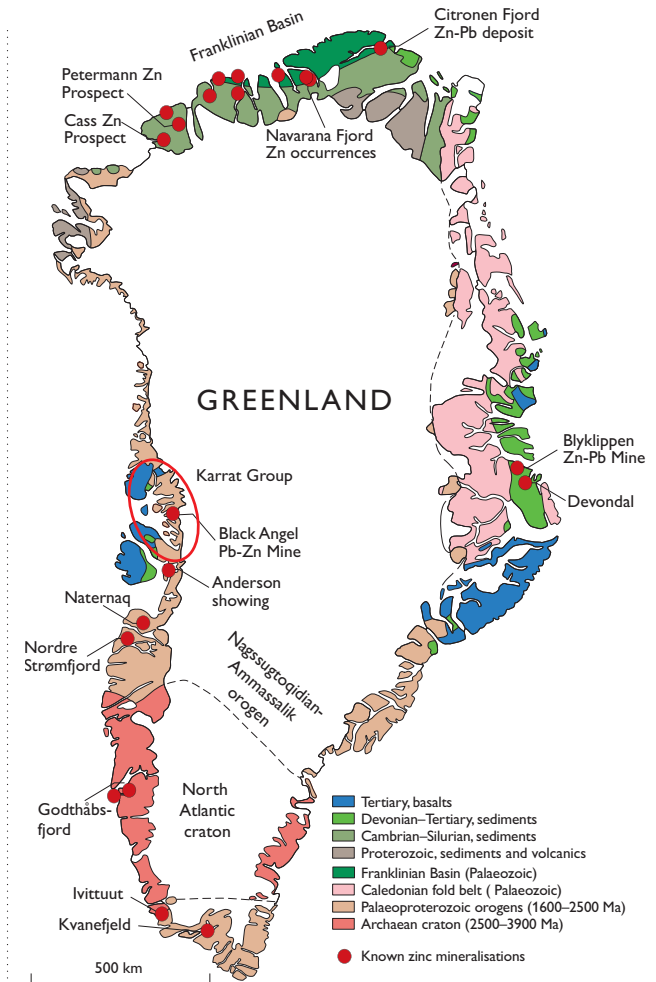 Citronen Fjord
Zn-Pb deposit
Franklinian Basin
Petermann Zn
Prospect
Cass Zn
Prospect
Navarana Fjord
Zn occurrences
GREENLAND
Blyklippen
Zn-Pb Mine
Devondal
Karrat Group
Black Angel
Pb-Zn Mine
Anderson
showing
Naternaq
Nordre
Strømfjord
Nagssugtoqidian-
Ammassalik
orogen
North
Atlantic
craton
Godthåbs-
fjord
Ivittuut
Kvanefjeld
500 km
Tertiary, basalts
Devonian–Tertiary, sediments
Cambrian–Silurian, sediments
Proterozoic, sediments and volcanics
Franklinian Basin (Palaeozoic)
Caledonian fold belt ( Palaeozoic)
Palaeoproterozoic orogens (1600–2500 Ma)
Archaean craton (2500–3900 Ma)
Known zinc mineralisations